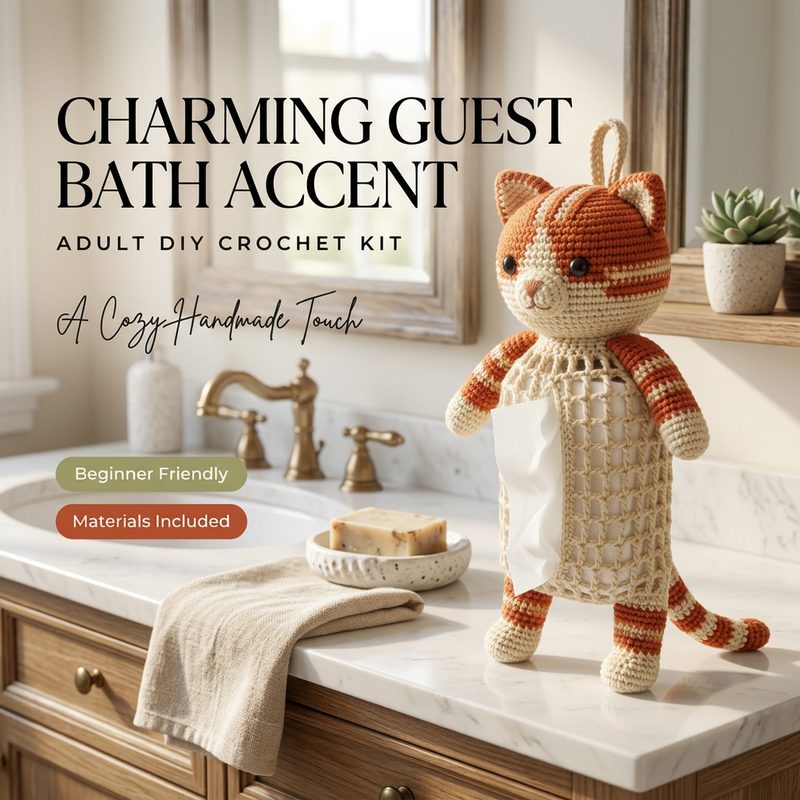 CHARMING GUEST
BATH ACCENT
ADULT DIY CROCHET KIT
A Cozy Handmade Touch
Beginner Friendly
Materials Included